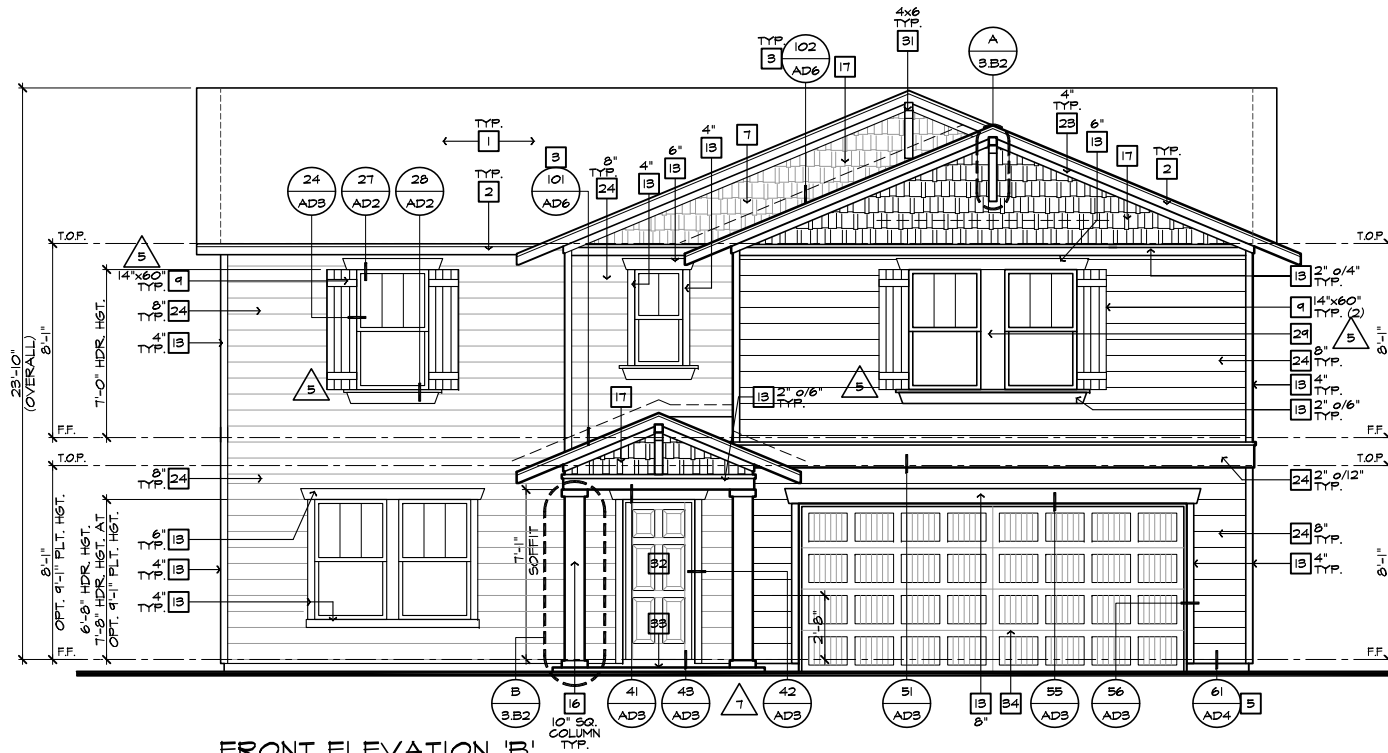 4x6
TYP.
31
TYP.
3
102
AD6
17
A
3.B2
4"
TYP.
23
6"
13
17
TYP.
2
TYP.
1
3
101
AD6
8"
TYP.
24
4"
13
6"
13
4"
13
7
24
AD3
27
AD2
28
AD2
TYP.
2
T.O.P.
T.O.P.
5
14"x60"
TYP.
9
8"
TYP.
24
4"
TYP.
13
23'-10"
(OVERALL)
8'-1"
7'-0" HDR. HGT.
5
13
2" o/4"
TYP.
9
14"x60"
TYP. (2)
29
5
8'-1"
24
8"
TYP.
13
4"
TYP.
13
2" o/6"
TYP.
5
17
13
2" o/6"
TYP.
F.F.
F.F.
T.O.P.
T.O.P.
8"
TYP.
24
24
2" o/12"
TYP.
6"
TYP.
13
4"
TYP.
13
4"
TYP.
13
8'-1"
OPT. 9'-1" PLT. HGT.
6'-8" HDR. HGT.
7'-8" HDR. HGT. AT
OPT. 9'-1" PLT. HGT.
7'-1"
SOFFIT
32
33
2'-8"
24
8"
TYP.
13
4"
TYP.
8'-1"
F.F.
F.F.
B
3.B2
16
10" SQ.
COLUMN
TYP.
41
AD3
43
AD3
7
42
AD3
51
AD3
13
8"
34
55
AD3
56
AD3
61
AD4
5
FRONT ELEVATION 'B'